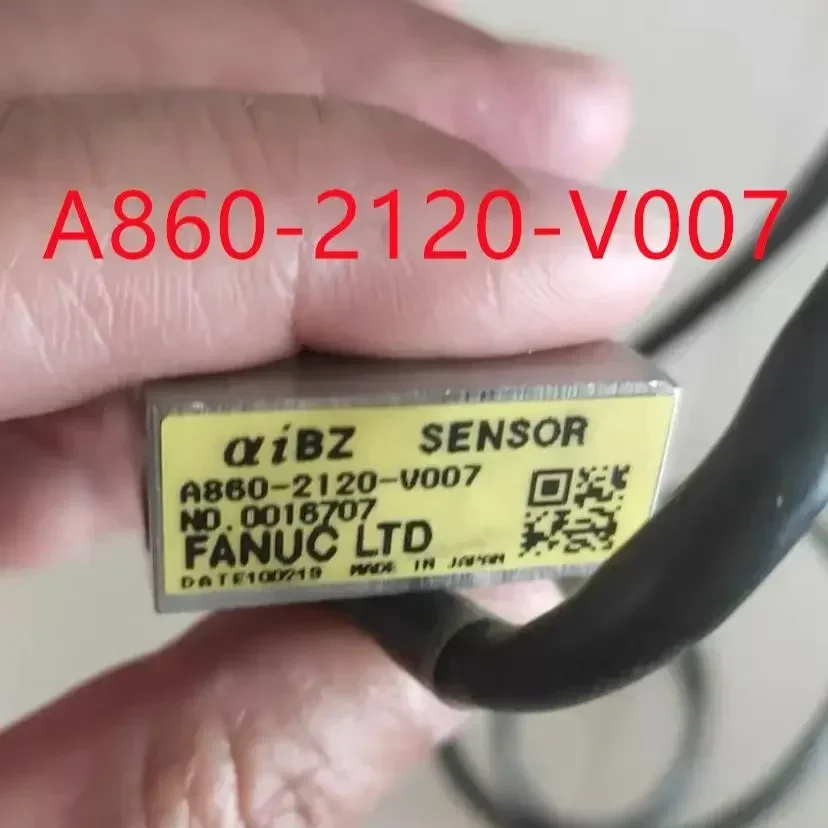 A860-2120-V007
αiBZ SENSOR
A860-2120-V007
NO.0016707
FANUC LTD
DATE100219 MADE IN JAPAN